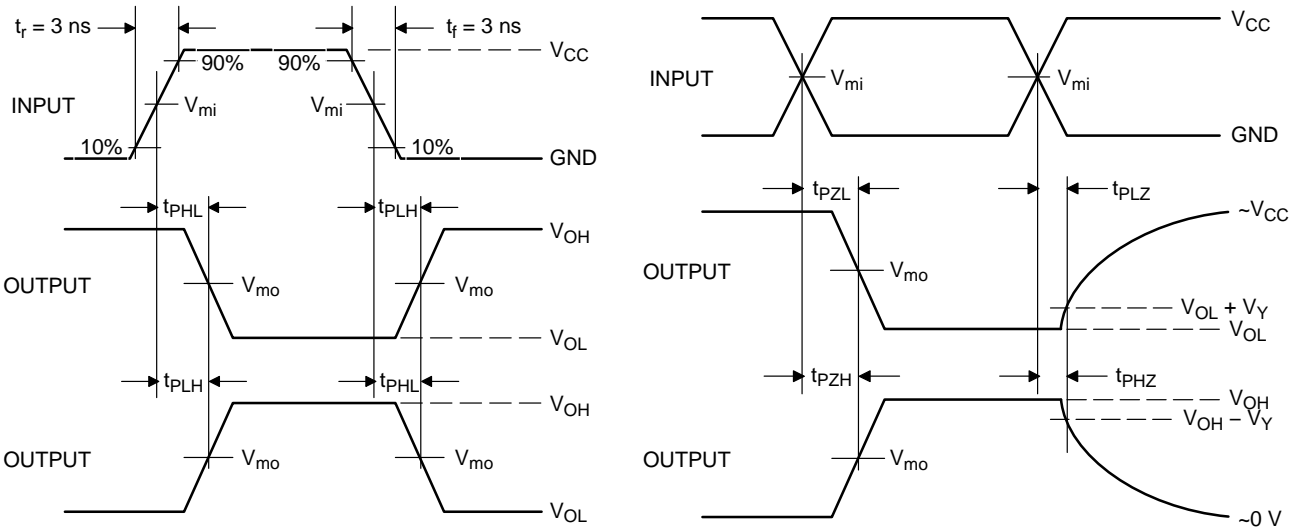 t_r = 3 ns
t_f = 3 ns
V_CC
90%
90%
INPUT
V_mi
V_mi
10%
10%
GND
t_PHL
t_PLH
V_OH
OUTPUT
V_mo
V_mo
V_OL
t_PLH
t_PHL
V_OH
OUTPUT
V_mo
V_mo
V_OL
V_CC
INPUT
V_mi
V_mi
GND
t_PZL
t_PLZ
~V_CC
OUTPUT
V_mo
V_OL + V_Y
V_OL
t_PZH
t_PHZ
V_OH
V_OH – V_Y
OUTPUT
V_mo
~0 V